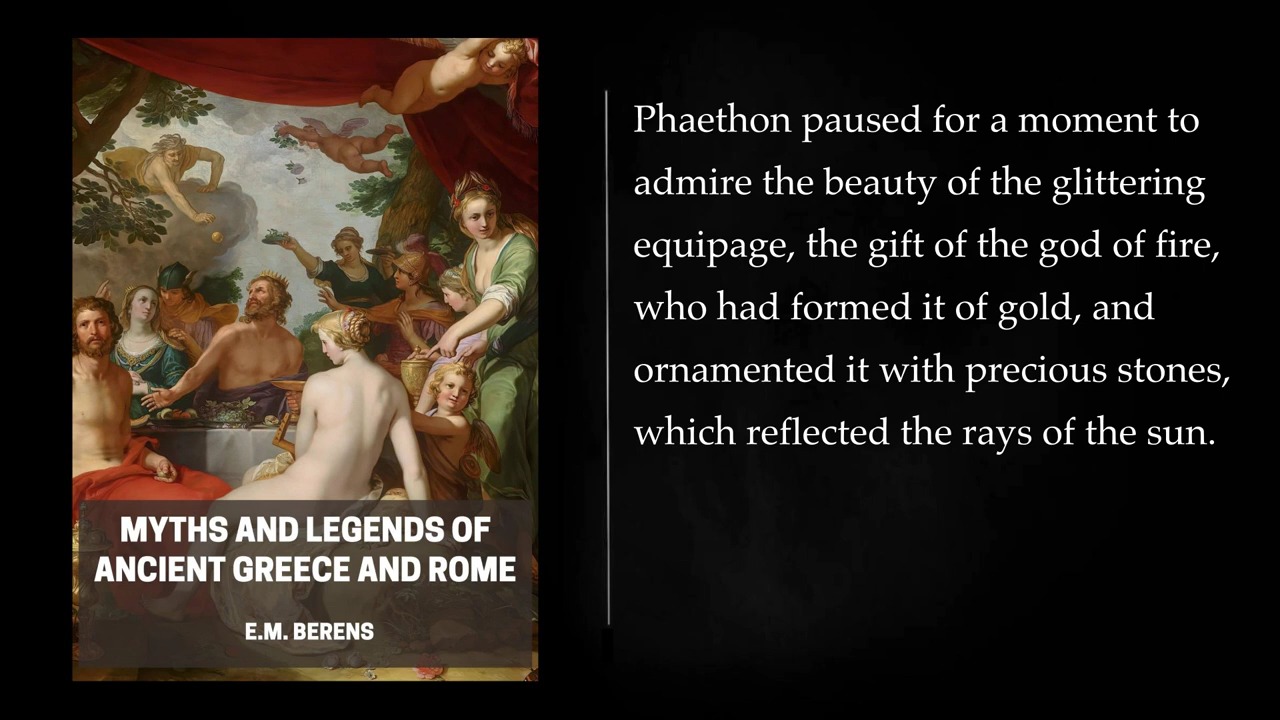 MYTHS AND LEGENDS OF
ANCIENT GREECE AND ROME
E.M. BERENS
Phaethon paused for a moment to
admire the beauty of the glittering
equipage, the gift of the god of fire,
who had formed it of gold, and
ornamented it with precious stones,
which reflected the rays of the sun.